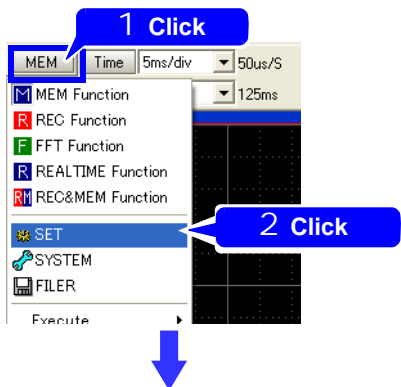 1 Click
MEM Time 5ms/div 50us/S
M MEM Function 125ms
R REC Function
F FFT Function
R REALTIME Function
RM REC&MEM Function
SET 2 Click
SYSTEM
FILER
Execute